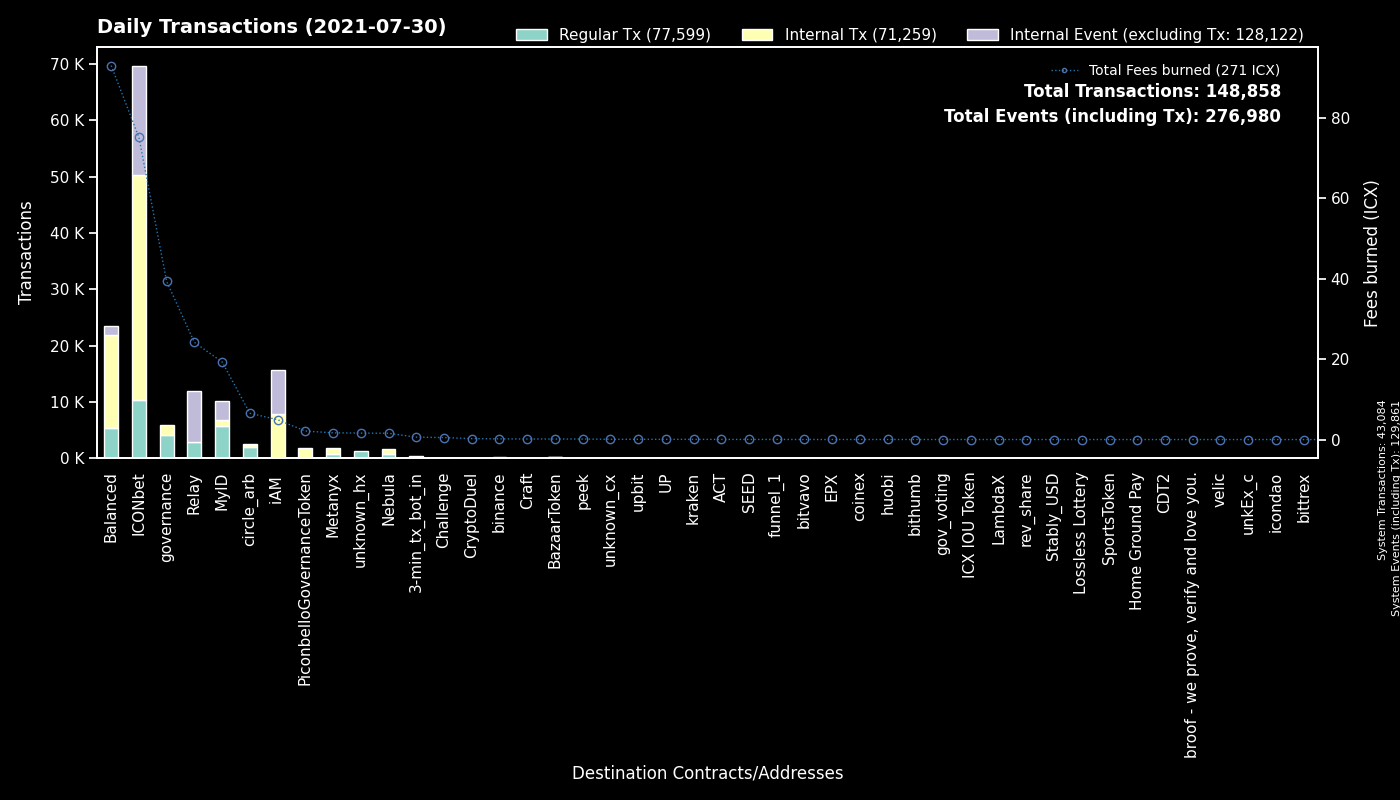 Daily Transactions (2021-07-30)
Regular Tx (77,599)
Internal Tx (71,259)
Internal Event (excluding Tx: 128,122)
Total Fees burned (271 ICX)
Total Transactions: 148,858
Total Events (including Tx): 276,980
Transactions
70 K
60 K
50 K
40 K
30 K
20 K
10 K
0 K
80
60
40
20
0
Fees burned (ICX)
System Transactions: 43,084
System Events (including Tx): 129,861
Balanced
ICONbet
governance
Relay
MyID
circle_arb
iAM
PiconbelloGovernanceToken
Metanyx
unknown_hx
Nebula
3-min_tx_bot_in
Challenge
CryptoDuel
binance
Craft
BazaarToken
peek
unknown_cx
upbit
UP
kraken
ACT
SEED
funnel_1
bitvavo
EPX
coinex
huobi
bithumb
gov_voting
ICX IOU Token
LambdaX
rev_share
Stably_USD
Lossless Lottery
SportsToken
Home Ground Pay
CDT2
broof - we prove, verify and love you.
velic
unkEx_c
icondao
bittrex
Destination Contracts/Addresses